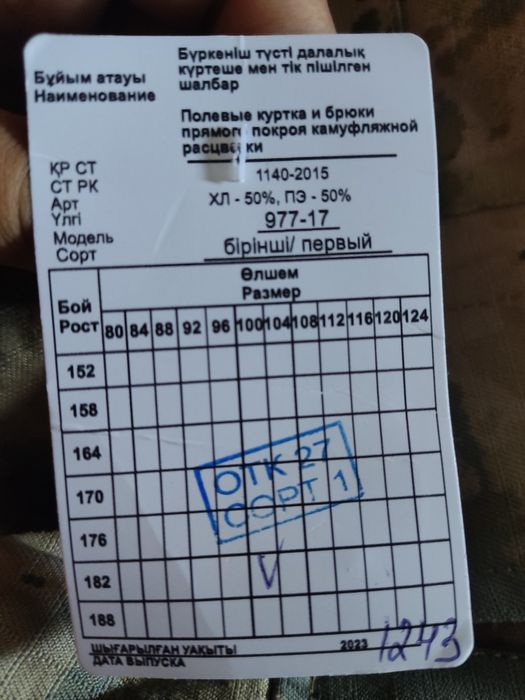 Бұйым атауы
Наименование
Бүркеніш түсті далалық
күртеше мен тік пішілген
шалбар
Полевые куртка и брюки
прямого покроя камуфляжной
расцветки
ҚР СТ
СТ РК 1140-2015
Арт ХЛ - 50%, ПЭ - 50%
Үлгі
Модель 977-17
Сорт бірінші/ первый
Бой
Рост
Өлшем
Размер
80 84 88 92 96 100 104 108 112 116 120 124
152
158
164
170
176
182 V
188
ОТК 27
СОРТ 1
ШЫҒАРЫЛҒАН УАҚЫТЫ
ДАТА ВЫПУСКА
2023
1243